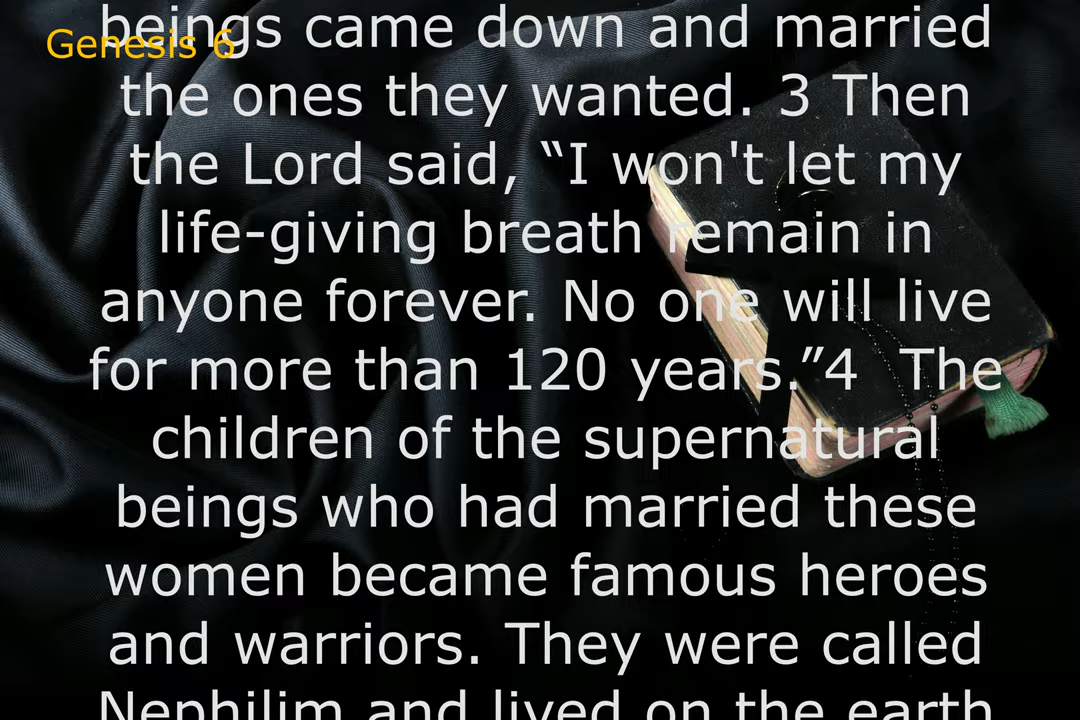 Genesis 6
beings came down and married
the ones they wanted. 3 Then
the Lord said, “I won't let my
life-giving breath remain in
anyone forever. No one will live
for more than 120 years.”4  The
children of the supernatural
beings who had married these
women became famous heroes
and warriors. They were called
Nephilim and lived on the earth